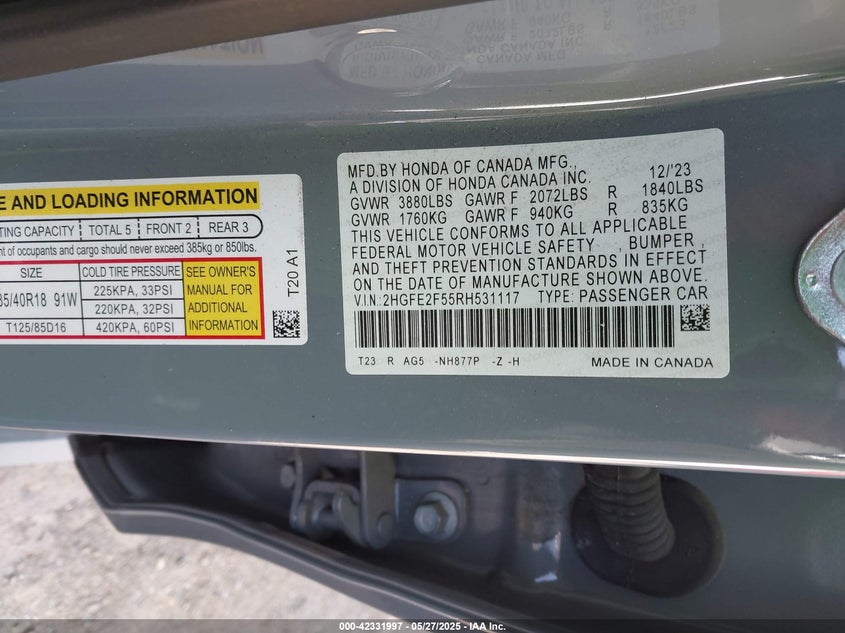 E AND LOADING INFORMATION
TING CAPACITY TOTAL 5 FRONT 2 REAR 3
of occupants and cargo should never exceed 385kg or 850lbs.
SIZE COLD TIRE PRESSURE SEE OWNER'S MANUAL FOR ADDITIONAL INFORMATION
35/40R18 91W 225KPA, 33PSI
220KPA, 32PSI
T125/85D16 420KPA, 60PSI
T20 A1
MFD.BY HONDA OF CANADA MFG., 12/'23
A DIVISION OF HONDA CANADA INC.
GVWR 3880LBS GAWR F 2072LBS R 1840LBS
GVWR 1760KG GAWR F 940KG R 835KG
THIS VEHICLE CONFORMS TO ALL APPLICABLE
FEDERAL MOTOR VEHICLE SAFETY , BUMPER ,
AND THEFT PREVENTION STANDARDS IN EFFECT
ON THE DATE OF MANUFACTURE SHOWN ABOVE.
V.I.N:2HGFE2F55RH531117 TYPE: PASSENGER CAR
T23 R AG5 -NH877P -Z -H MADE IN CANADA
000-42331997 - 05/27/2025 - IAA Inc.